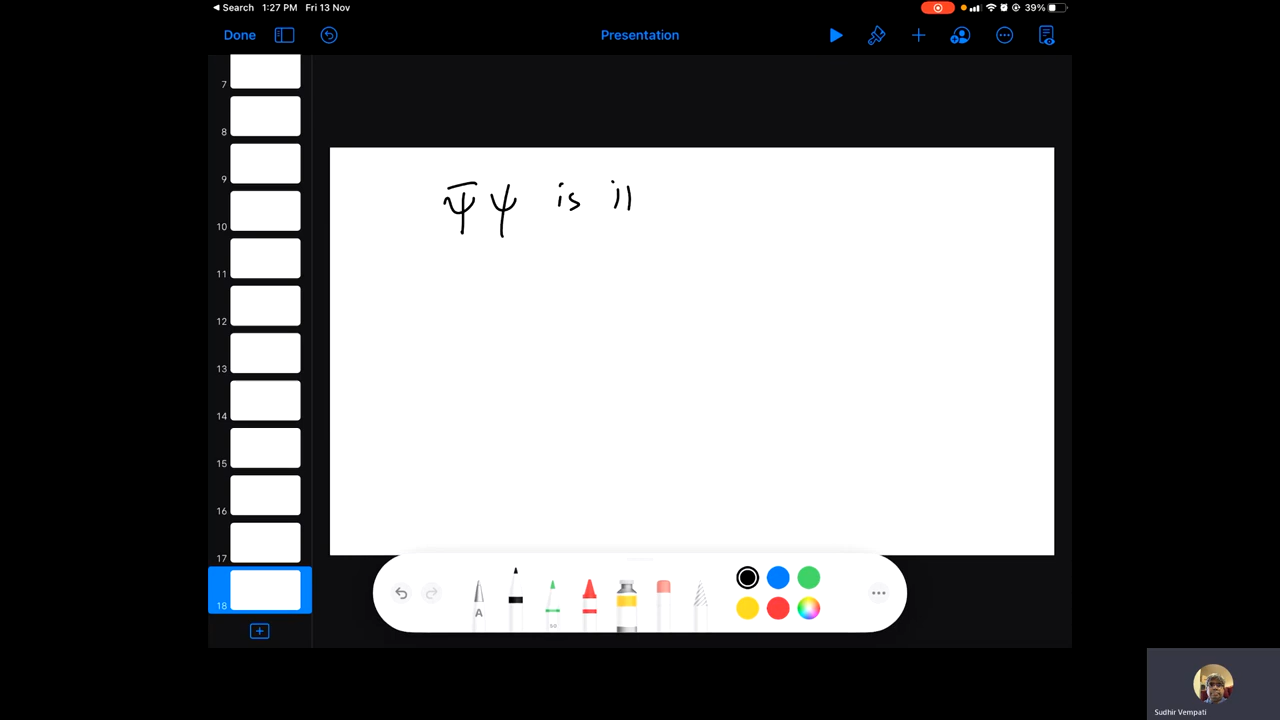 Search 1:27 PM Fri 13 Nov 39%
Done Presentation
7
8
9
10
11
12
13
14
15
16
17
18
ψ̄ ψ is
A
50
Sudhir Vempati